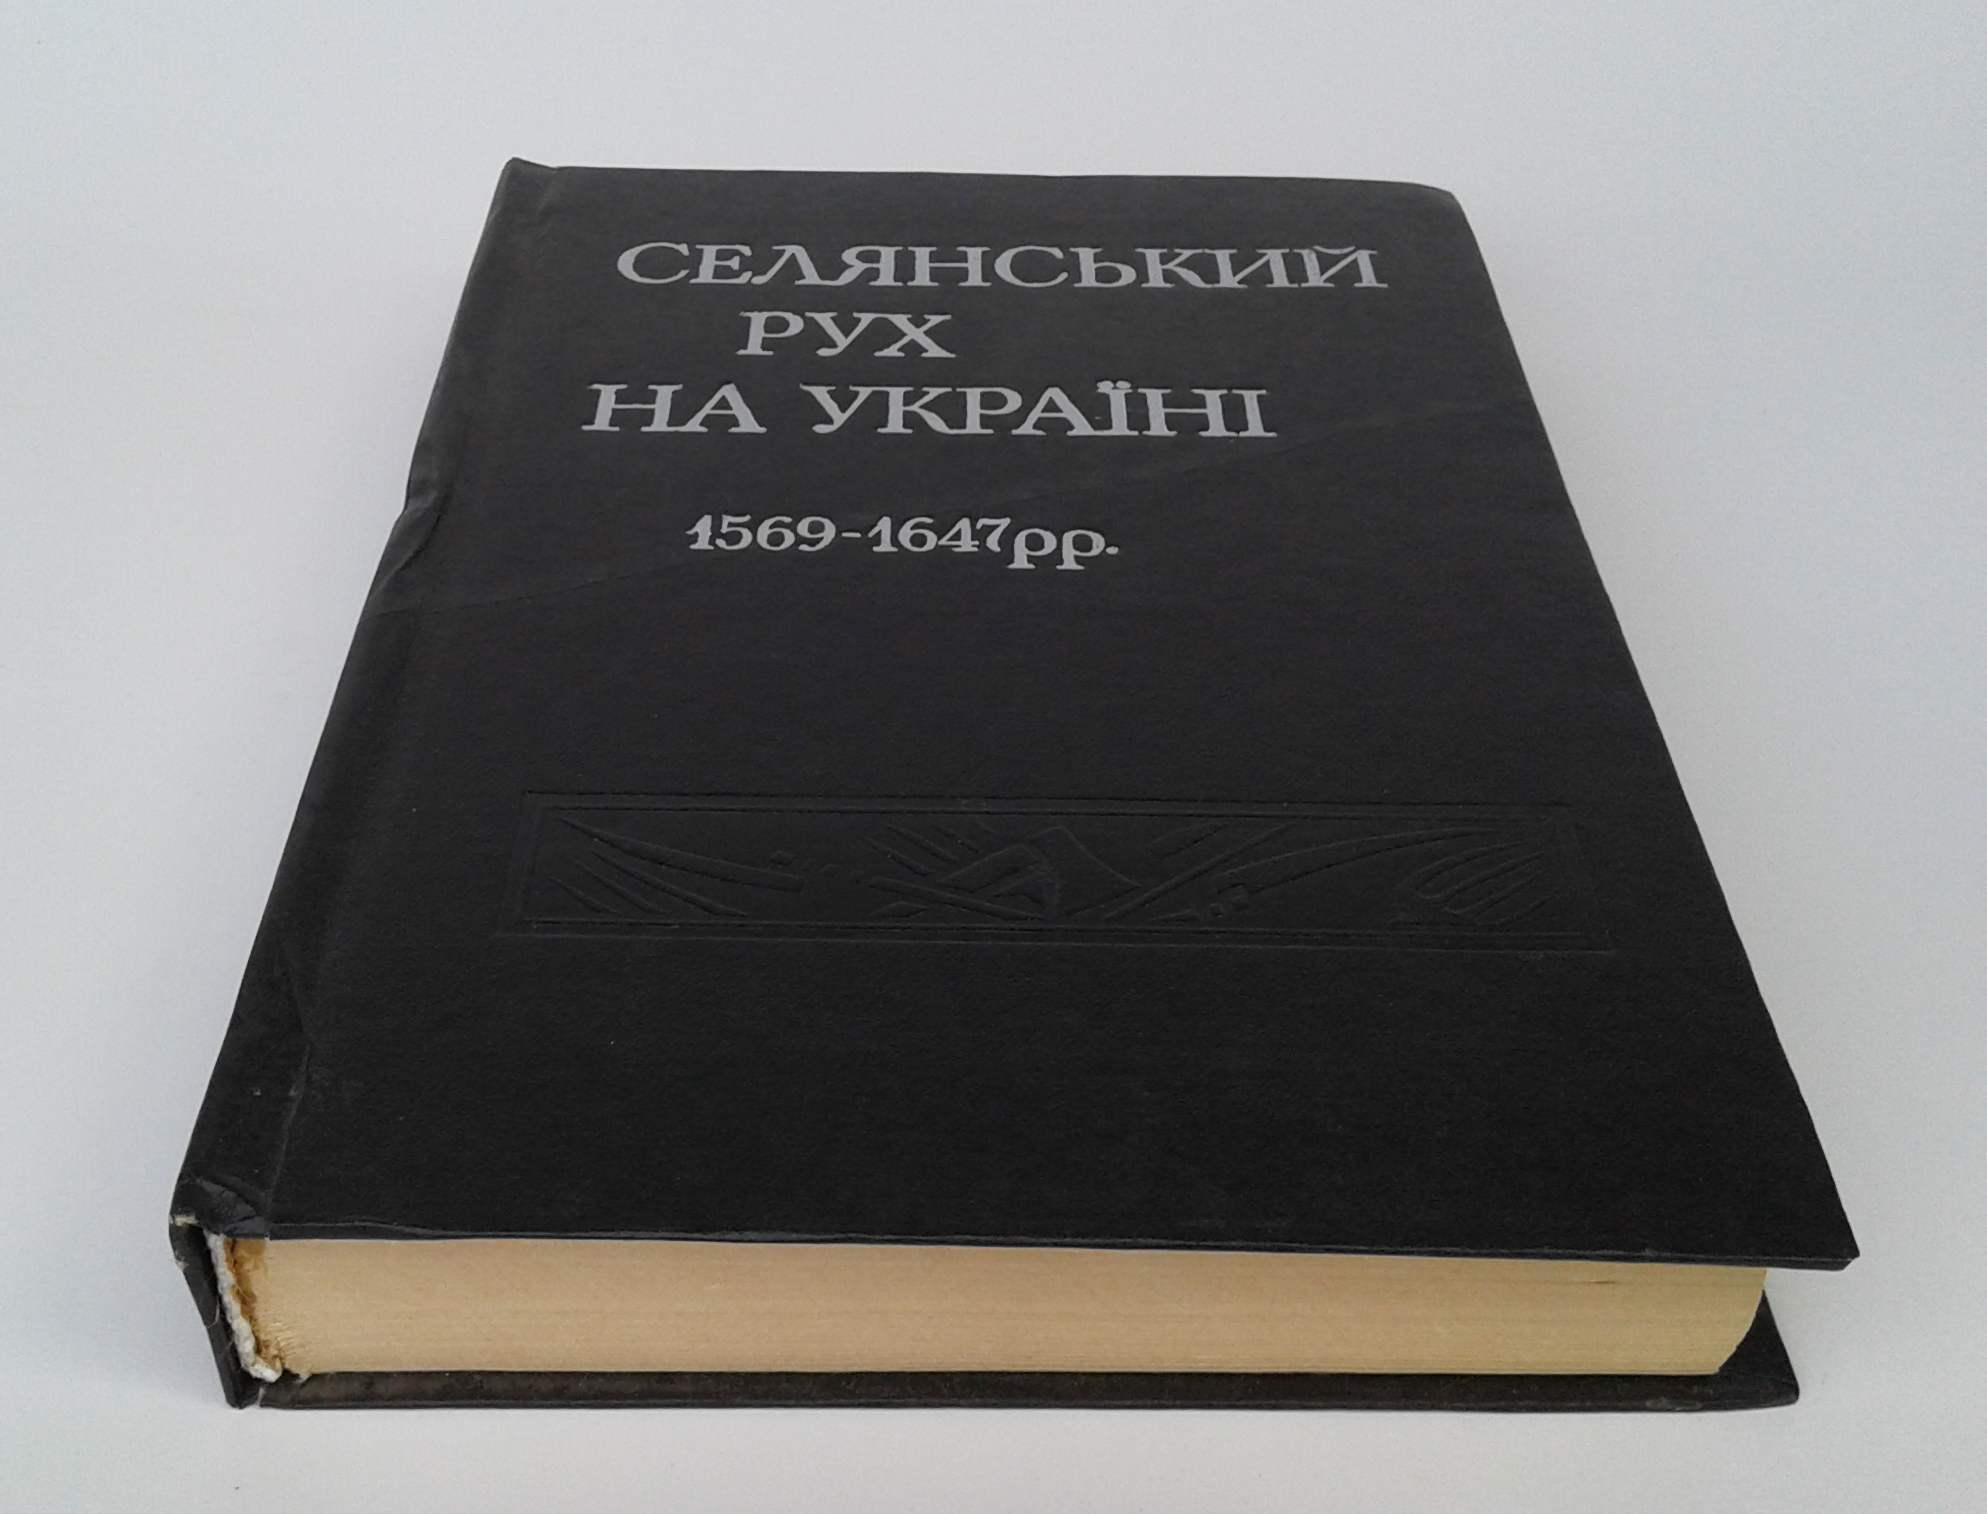 СЕЛЯНСЬКИЙ
РУХ
НА УКРАЇНІ
1569-1647рр.